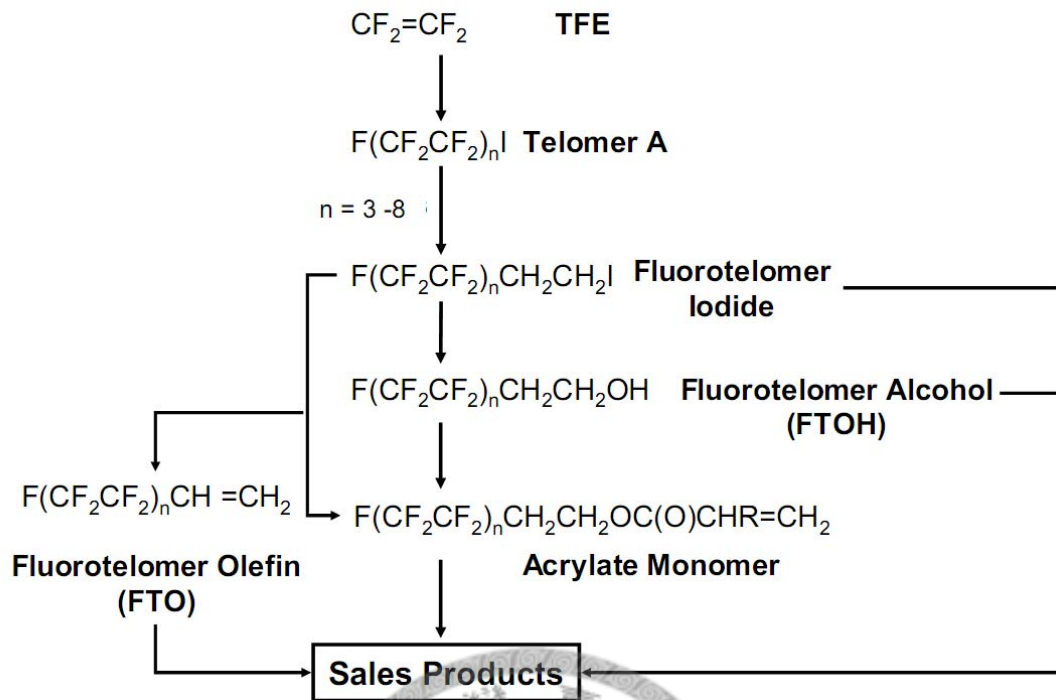 CF₂=CF₂ TFE
F(CF₂CF₂)ₙI Telomer A
n = 3 -8
F(CF₂CF₂)ₙCH₂CH₂I Fluorotelomer
Iodide
F(CF₂CF₂)ₙCH₂CH₂OH Fluorotelomer Alcohol
(FTOH)
F(CF₂CF₂)ₙCH =CH₂
F(CF₂CF₂)ₙCH₂CH₂OC(O)CHR=CH₂
Fluorotelomer Olefin
(FTO)
Acrylate Monomer
Sales Products